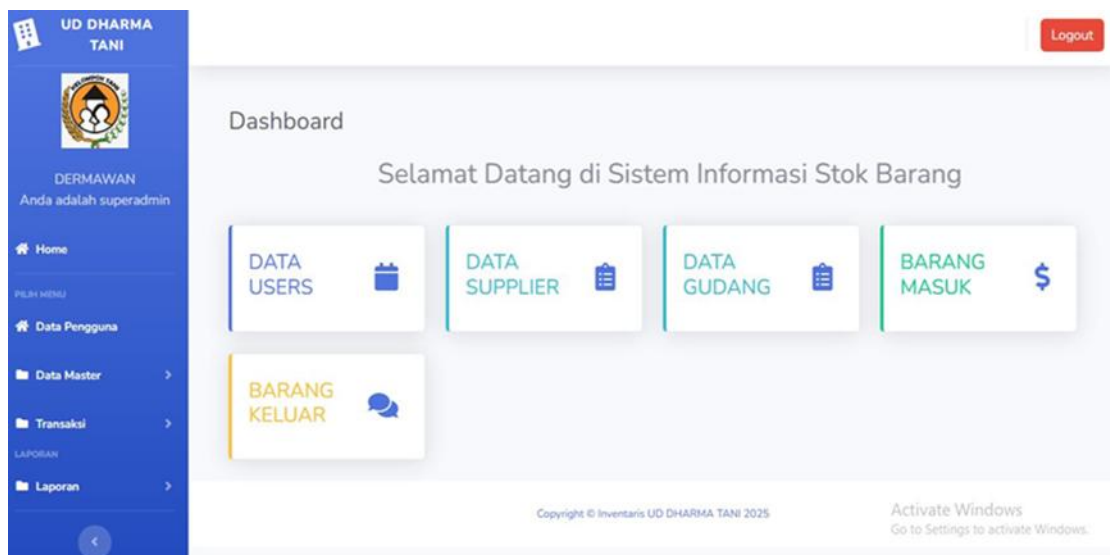 UD DHARMA
TANI
KELOMPOK TANI
DERMAWAN
Anda adalah superadmin
Home
PILIH MENU
Data Pengguna
Data Master
Transaksi
LAPORAN
Laporan
Logout
Dashboard
Selamat Datang di Sistem Informasi Stok Barang
DATA
USERS
DATA
SUPPLIER
DATA
GUDANG
BARANG
MASUK
BARANG
KELUAR
Copyright © Inventaris UD DHARMA TANI 2025
Activate Windows
Go to Settings to activate Windows.